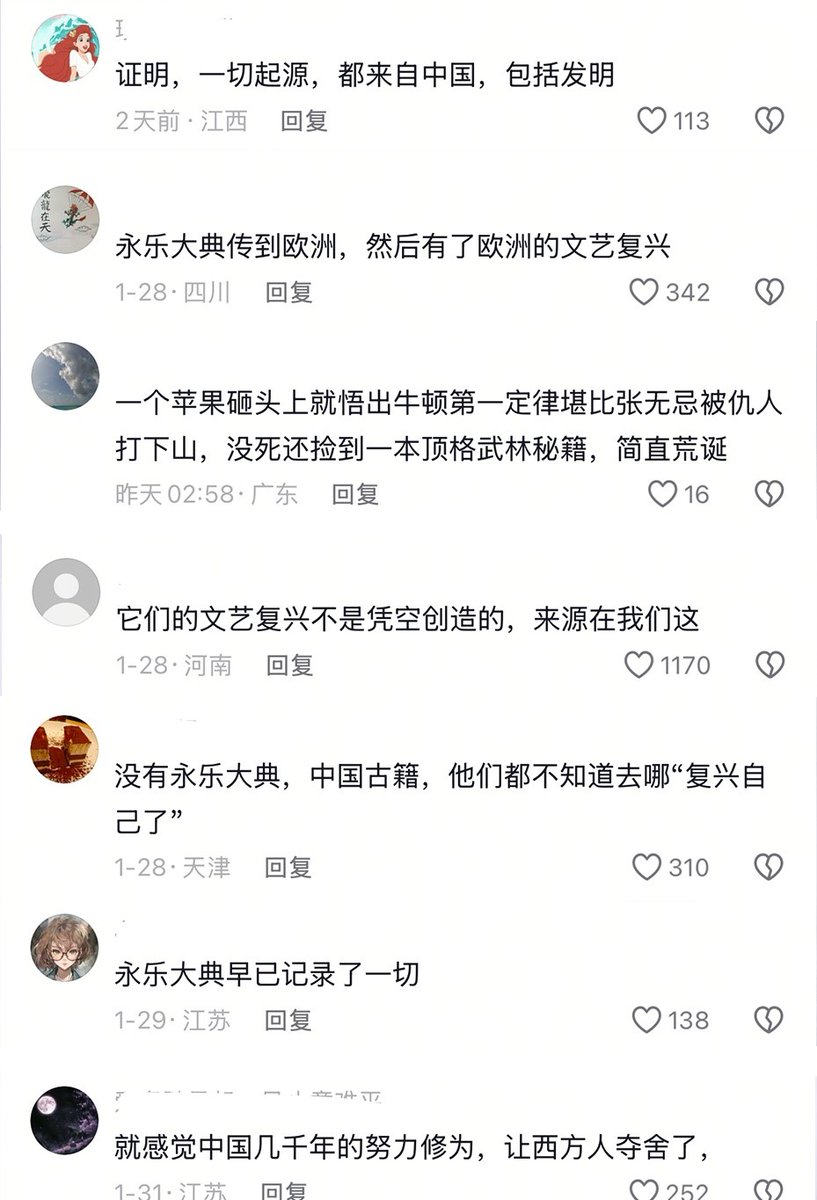 证明，一切起源，都来自中国，包括发明
2天前·江西 回复 113
永乐大典传到欧洲，然后有了欧洲的文艺复兴
1-28·四川 回复 342
一个苹果砸头上就悟出牛顿第一定律堪比张无忌被仇人
打下山，没死还捡到一本顶格武林秘籍，简直荒诞
昨天02:58·广东 回复 16
它们的文艺复兴不是凭空创造的，来源在我们这
1-28·河南 回复 1170
没有永乐大典，中国古籍，他们都不知道去哪“复兴自
己了”
1-28·天津 回复 310
永乐大典早已记录了一切
1-29·江苏 回复 138
就感觉中国几千年的努力修为，让西方人夺舍了，
1-31·江苏 回复 252